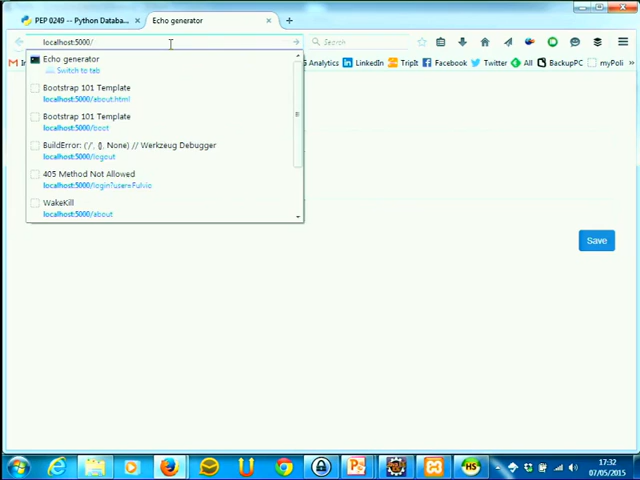 PEP 0249 -- Python Databa...
Echo generator
localhost:5000/
Search
Echo generator
Switch to tab
Bootstrap 101 Template
localhost:5000/about.html
Bootstrap 101 Template
localhost:5000/boot
BuildError: ('/', {}, None) // Werkzeug Debugger
localhost:5000/logout
405 Method Not Allowed
localhost:5000/login?user=Fulvio
WakeKill
localhost:5000/about
Analytics
LinkedIn
TripIt
Facebook
Twitter
All
BackupPC
myPoli
Save
HS
17:32
07/05/2015